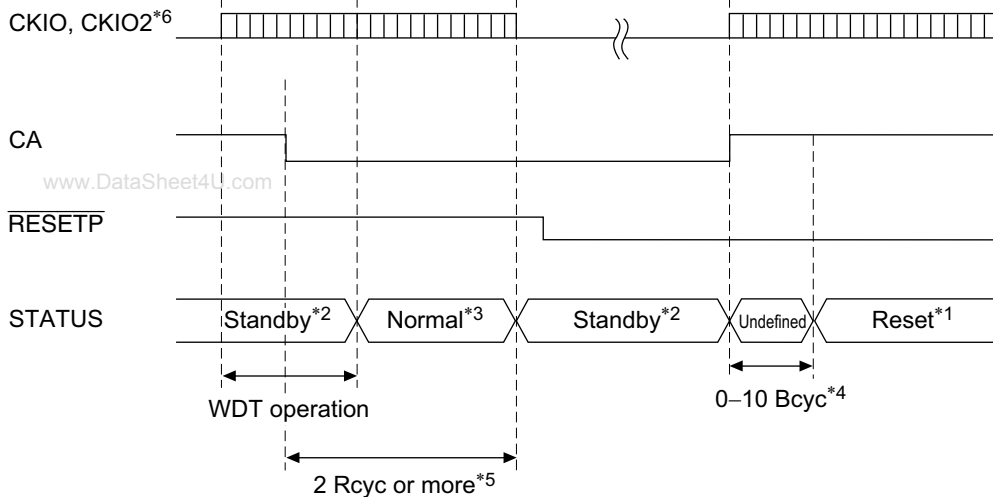 CKIO, CKIO2*6
CA
www.DataSheet4U.com
RESETP
STATUS
Standby*2
Normal*3
Standby*2
Undefined
Reset*1
WDT operation
0–10 Bcyc*4
2 Rcyc or more*5